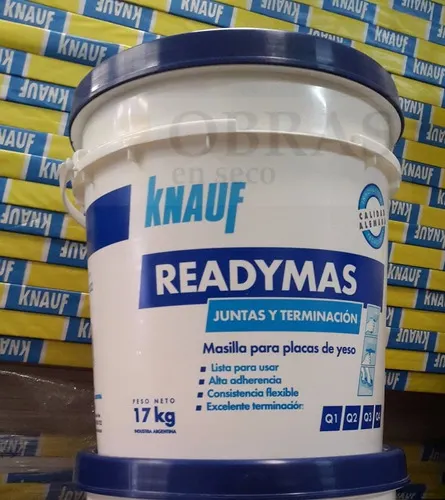 OBRAS
en seco
KNAUF
CALIDAD
ALEMANA
READYMAS
JUNTAS Y TERMINACIÓN
Masilla para placas de yeso
Lista para usar
Alta adherencia
Consistencia flexible
Excelente terminación
PESO NETO
17 kg
INDUSTRIA ARGENTINA
Q1 Q2 Q3 Q4
KNAUF
KNAUF
KNAUF
KNAUF
KNAUF
KNAUF